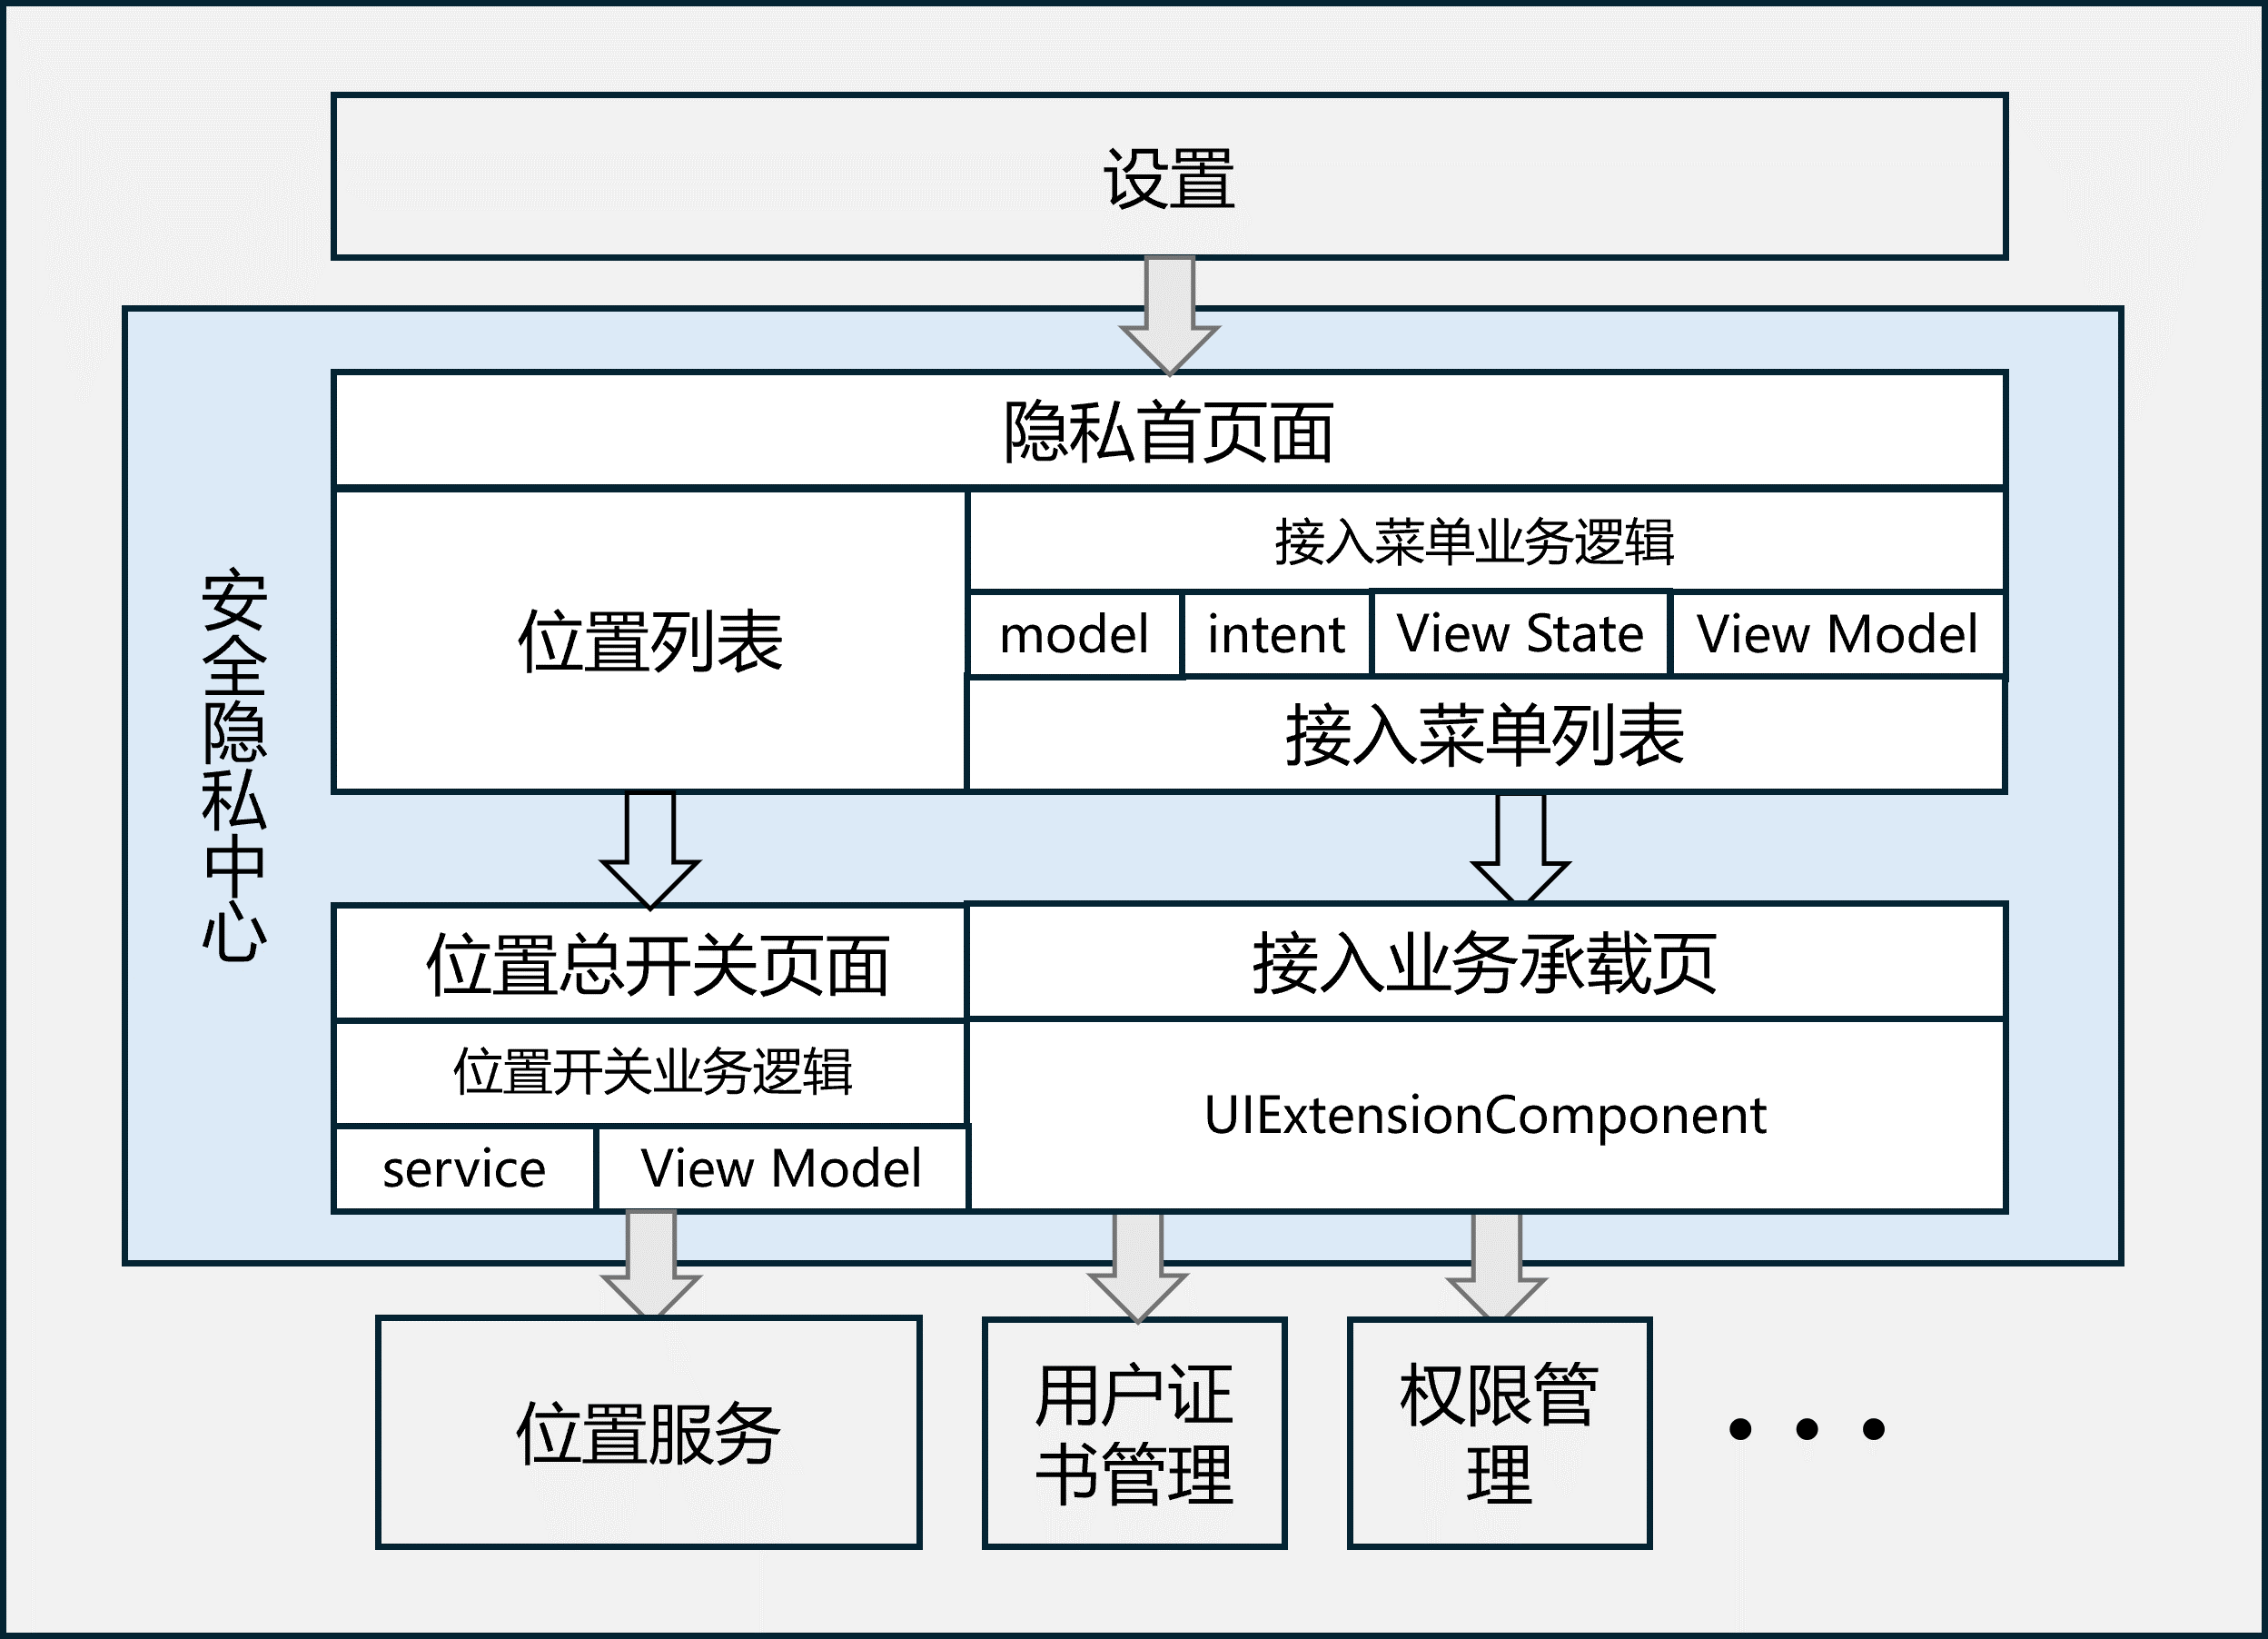 设置
安全隐私中心
隐私首页面
位置列表
接入菜单业务逻辑
model
intent
View State
View Model
接入菜单列表
位置总开关页面
位置开关业务逻辑
service
View Model
接入业务承载页
UIExtensionComponent
位置服务
用户证
书管理
权限管
理
• • •